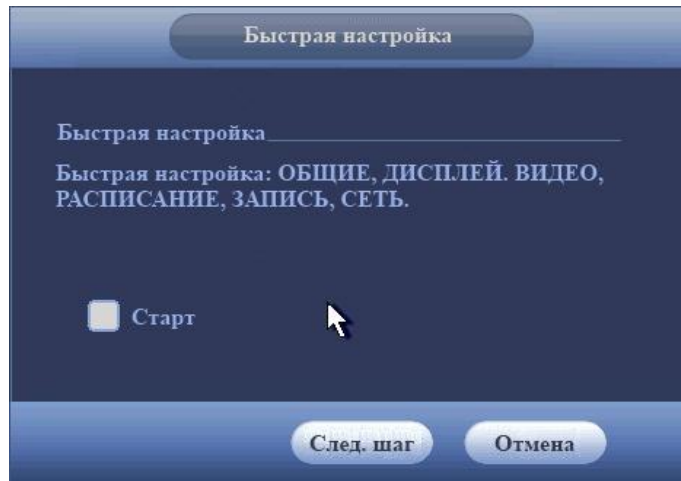 Быстрая настройка
Быстрая настройка
Быстрая настройка: ОБЩИЕ, ДИСПЛЕЙ. ВИДЕО,
РАСПИСАНИЕ, ЗАПИСЬ, СЕТЬ.
Старт
След. шаг Отмена